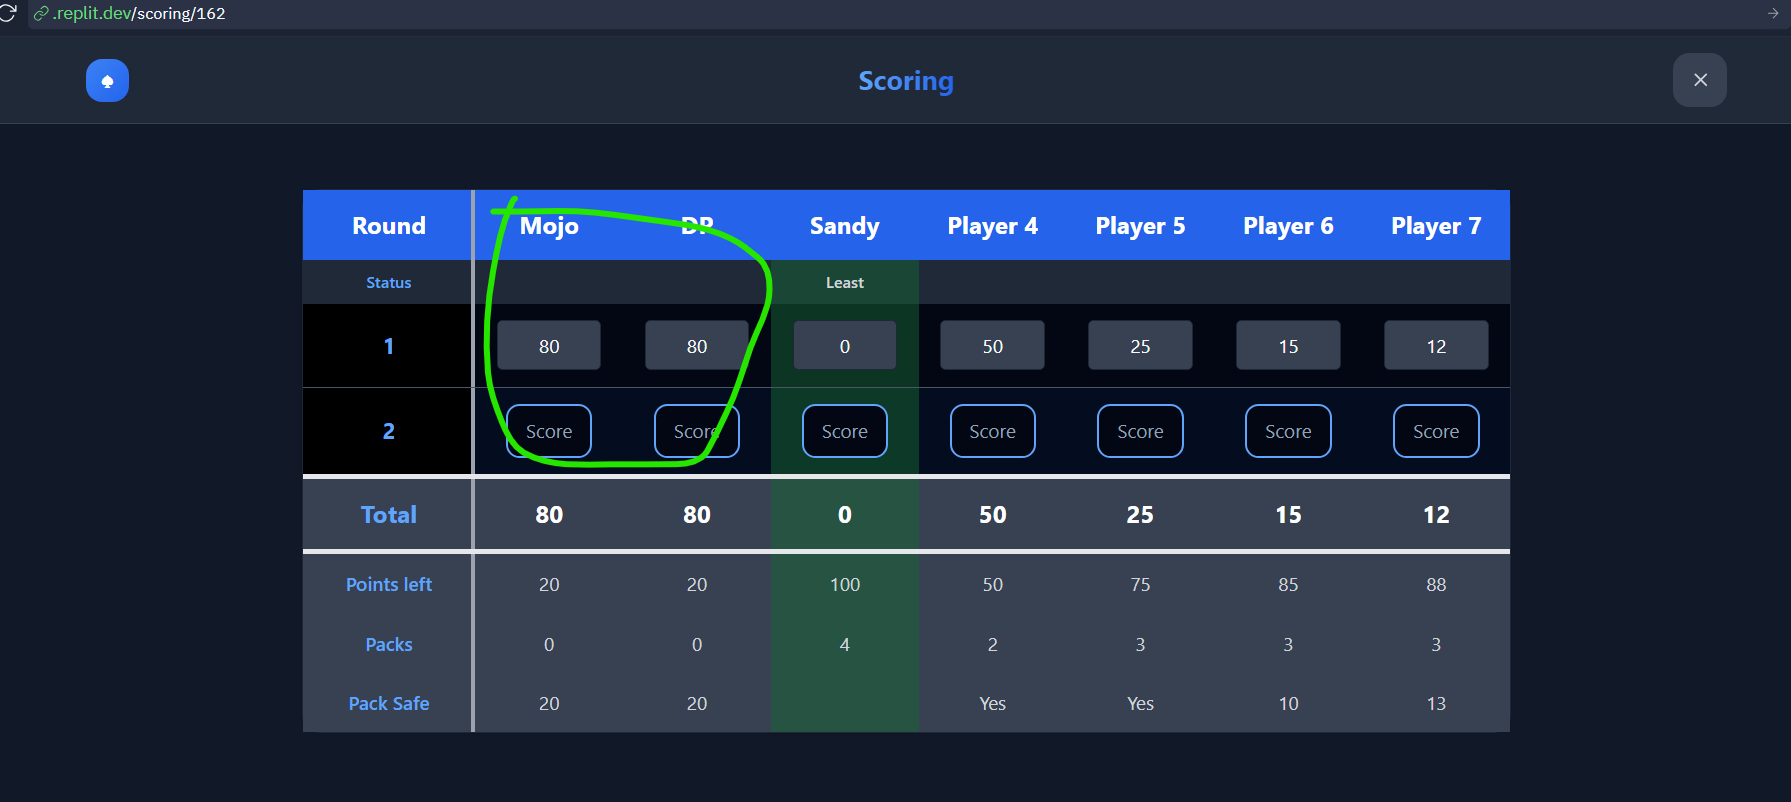 .replit.dev/scoring/162
Scoring
Round Mojo DP Sandy Player 4 Player 5 Player 6 Player 7
Status Least
1 80 80 0 50 25 15 12
2 Score Score Score Score Score Score Score
Total 80 80 0 50 25 15 12
Points left 20 20 100 50 75 85 88
Packs 0 0 4 2 3 3 3
Pack Safe 20 20 Yes Yes 10 13